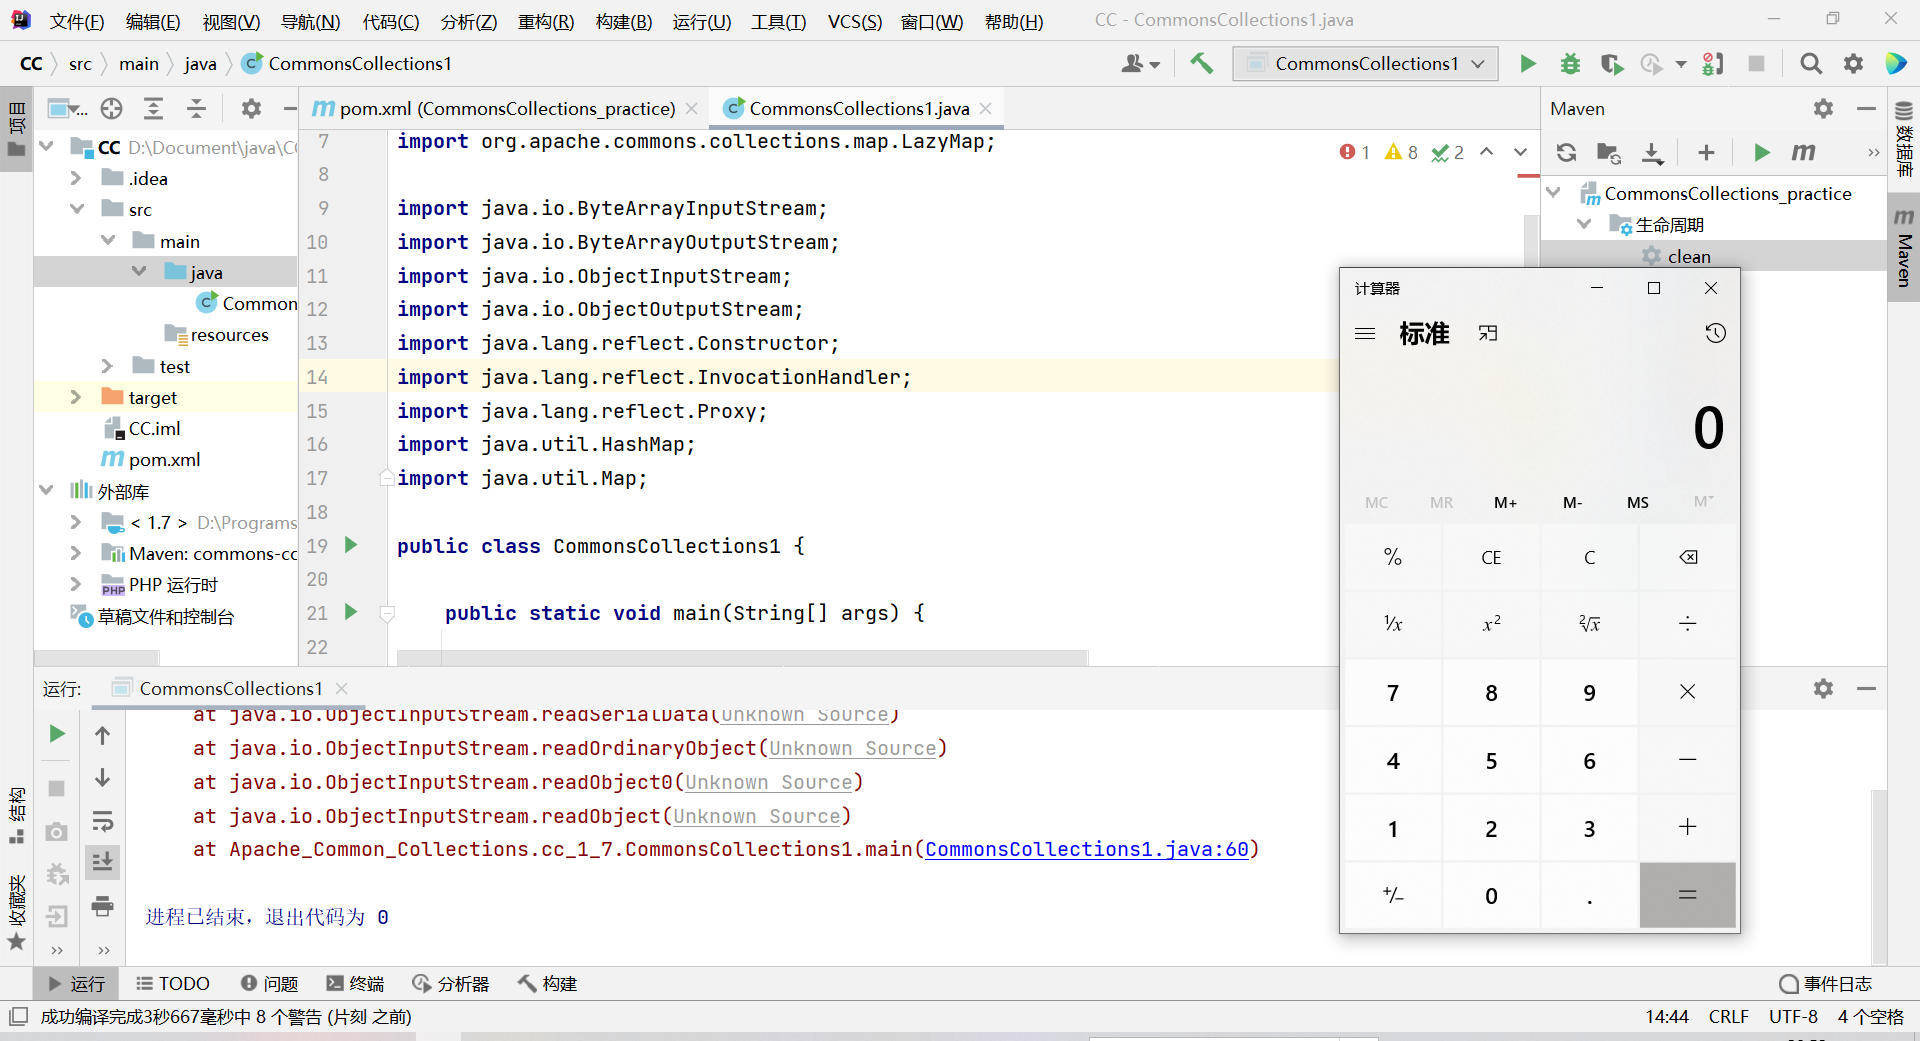 文件(F) 编辑(E) 视图(V) 导航(N) 代码(C) 分析(Z) 重构(R) 构建(B) 运行(U) 工具(T) VCS(S) 窗口(W) 帮助(H) CC - CommonsCollections1.java
CC src main java CommonsCollections1
CommonsCollections1
项目
pom.xml (CommonsCollections_practice)
CommonsCollections1.java
CC D:\Document\java\CC
.idea
src
main
java
Common
resources
test
target
CC.iml
pom.xml
外部库
< 1.7 > D:\Programs
Maven: commons-cc
PHP 运行时
草稿文件和控制台
7 import org.apache.commons.collections.map.LazyMap;
8
9 import java.io.ByteArrayInputStream;
10 import java.io.ByteArrayOutputStream;
11 import java.io.ObjectInputStream;
12 import java.io.ObjectOutputStream;
13 import java.lang.reflect.Constructor;
14 import java.lang.reflect.InvocationHandler;
15 import java.lang.reflect.Proxy;
16 import java.util.HashMap;
17 import java.util.Map;
18
19 public class CommonsCollections1 {
20
21 public static void main(String[] args) {
22
1 8 2
Maven
CommonsCollections_practice
生命周期
clean
数据库
Maven
计算器
标准
0
MC MR M+ M- MS M˅
% CE C
⅟x x² ²√x ÷
7 8 9 ×
4 5 6 −
1 2 3 +
+/− 0 . =
运行: CommonsCollections1
at java.io.ObjectInputStream.readSerialData(Unknown Source)
at java.io.ObjectInputStream.readOrdinaryObject(Unknown Source)
at java.io.ObjectInputStream.readObject0(Unknown Source)
at java.io.ObjectInputStream.readObject(Unknown Source)
at Apache_Common_Collections.cc_1_7.CommonsCollections1.main(CommonsCollections1.java:60)
进程已结束，退出代码为 0
结构
收藏夹
运行 TODO 问题 终端 分析器 构建 事件日志
成功编译完成3秒667毫秒中 8 个警告 (片刻 之前)
14:44 CRLF UTF-8 4 个空格